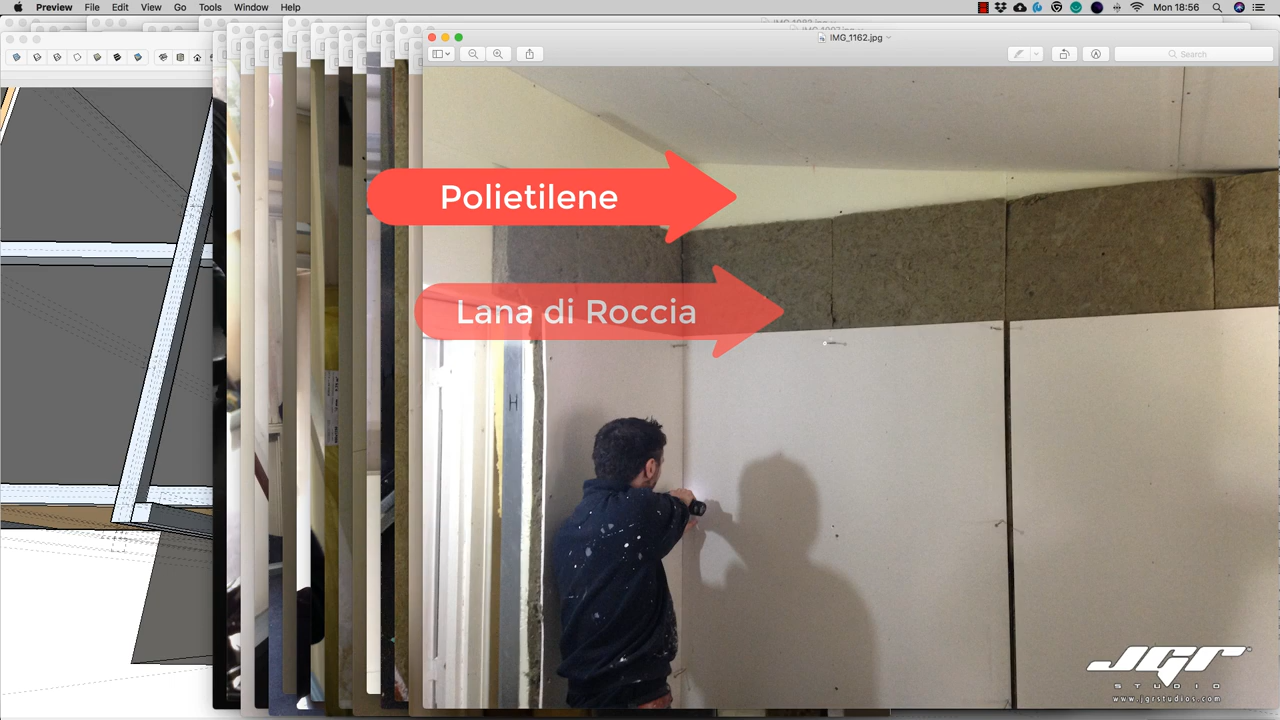 Preview File Edit View Go Tools Window Help
Mon 18:56
IMG_1162.jpg
Search
Polietilene
Lana di Roccia
H
JGR
STUDIO
www.jgrstudios.com